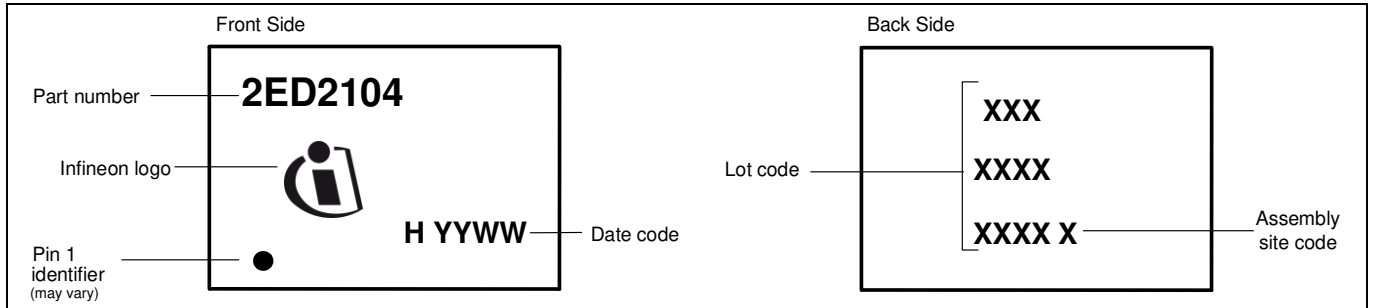 Front Side
Part number
2ED2104
Infineon logo
H YYWW
Date code
Pin 1
identifier
(may vary)
Back Side
XXX
Lot code
XXXX
XXXX X
Assembly
site code